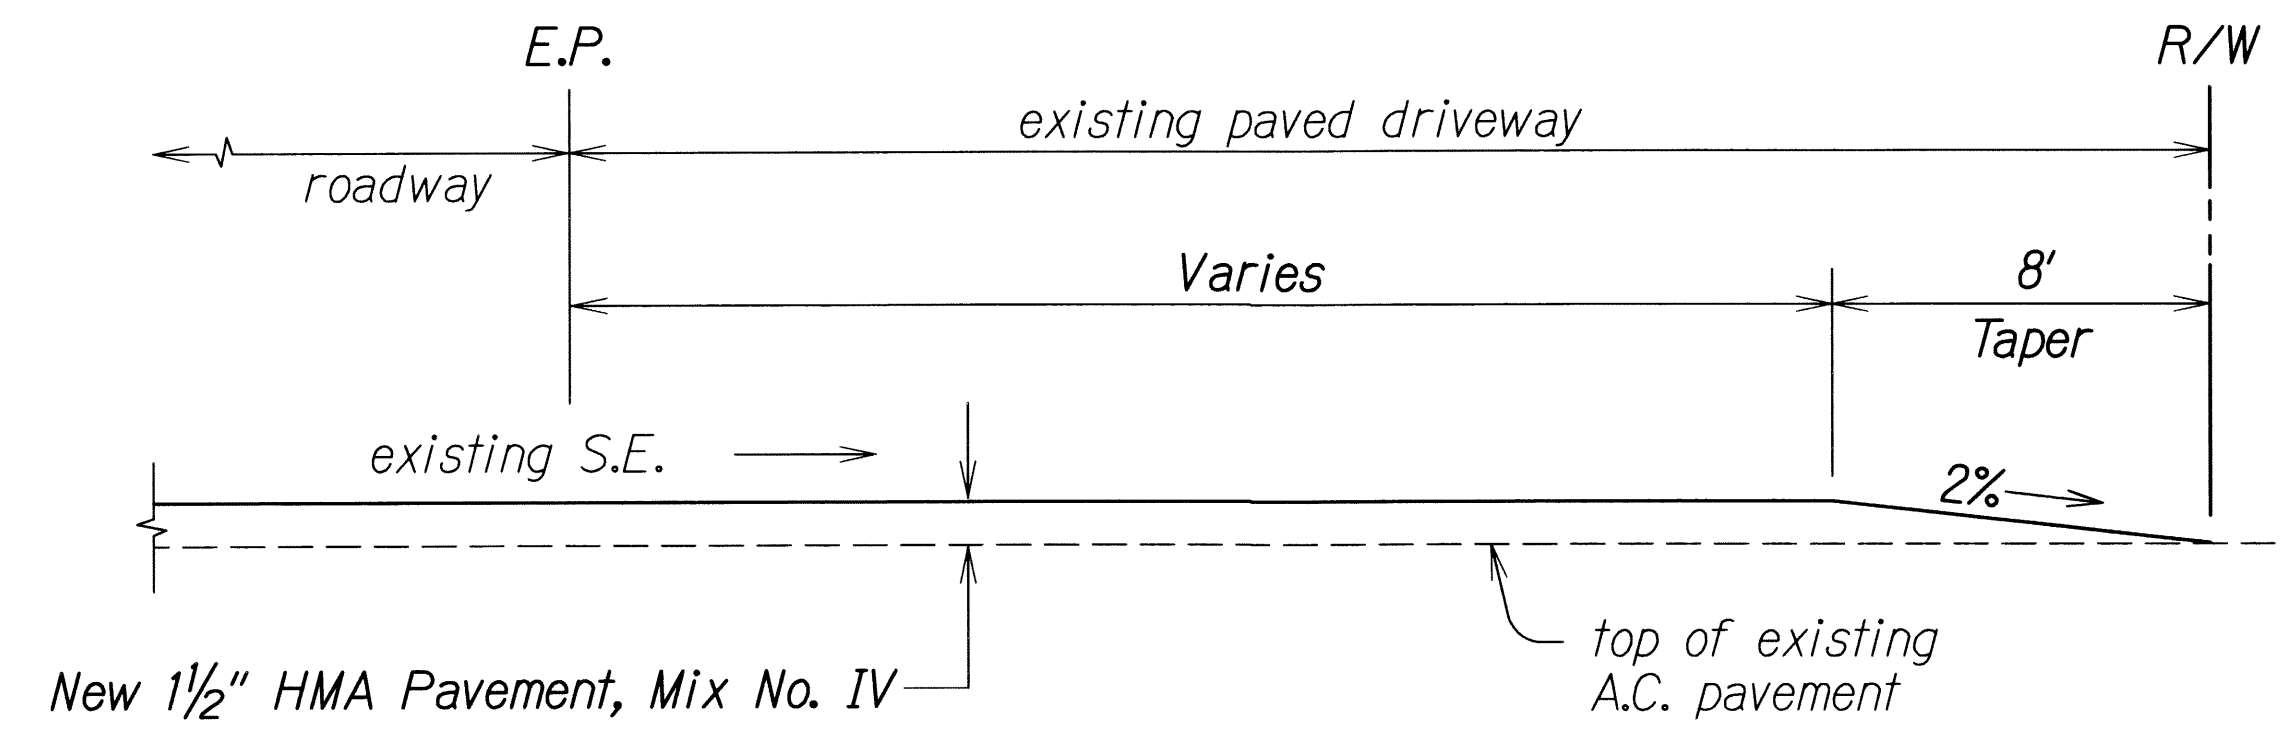 E.P.
R/W
existing paved driveway
roadway
Varies
8'
Taper
existing S.E.
2%
top of existing
A.C. pavement
New 1½" HMA Pavement, Mix No. IV